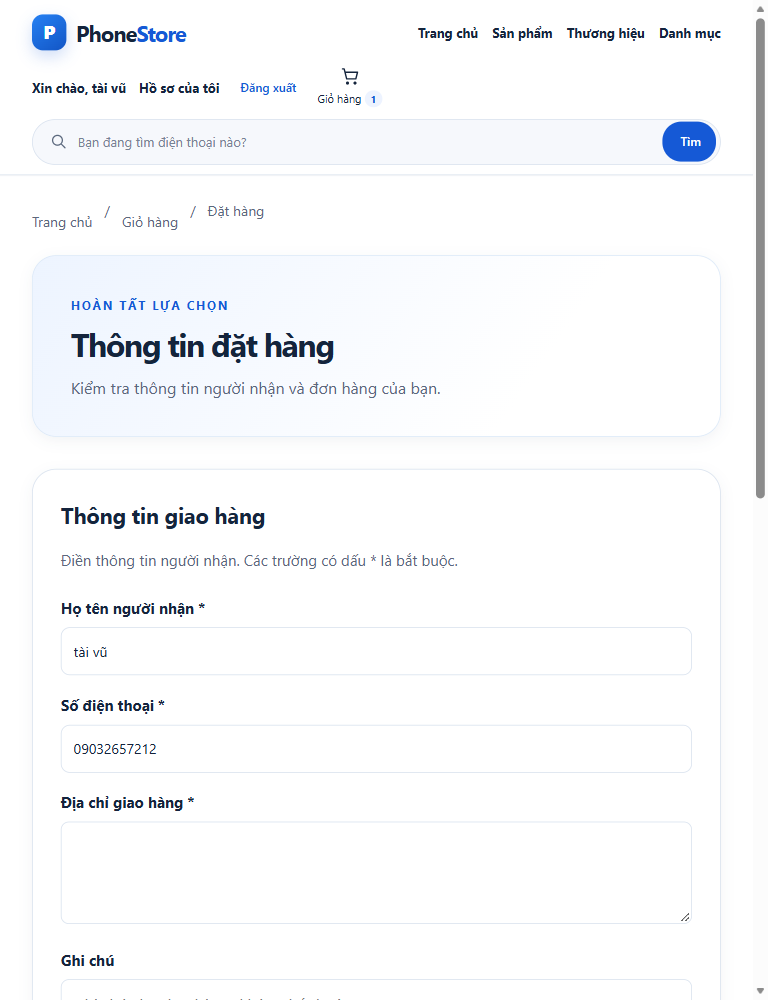 P PhoneStore
Trang chủ Sản phẩm Thương hiệu Danh mục
Xin chào, tài vũ Hồ sơ của tôi Đăng xuất Giỏ hàng 1
Bạn đang tìm điện thoại nào? Tìm
Trang chủ / Giỏ hàng / Đặt hàng
HOÀN TẤT LỰA CHỌN
Thông tin đặt hàng
Kiểm tra thông tin người nhận và đơn hàng của bạn.
Thông tin giao hàng
Điền thông tin người nhận. Các trường có dấu * là bắt buộc.
Họ tên người nhận *
tài vũ
Số điện thoại *
09032657212
Địa chỉ giao hàng *
Ghi chú